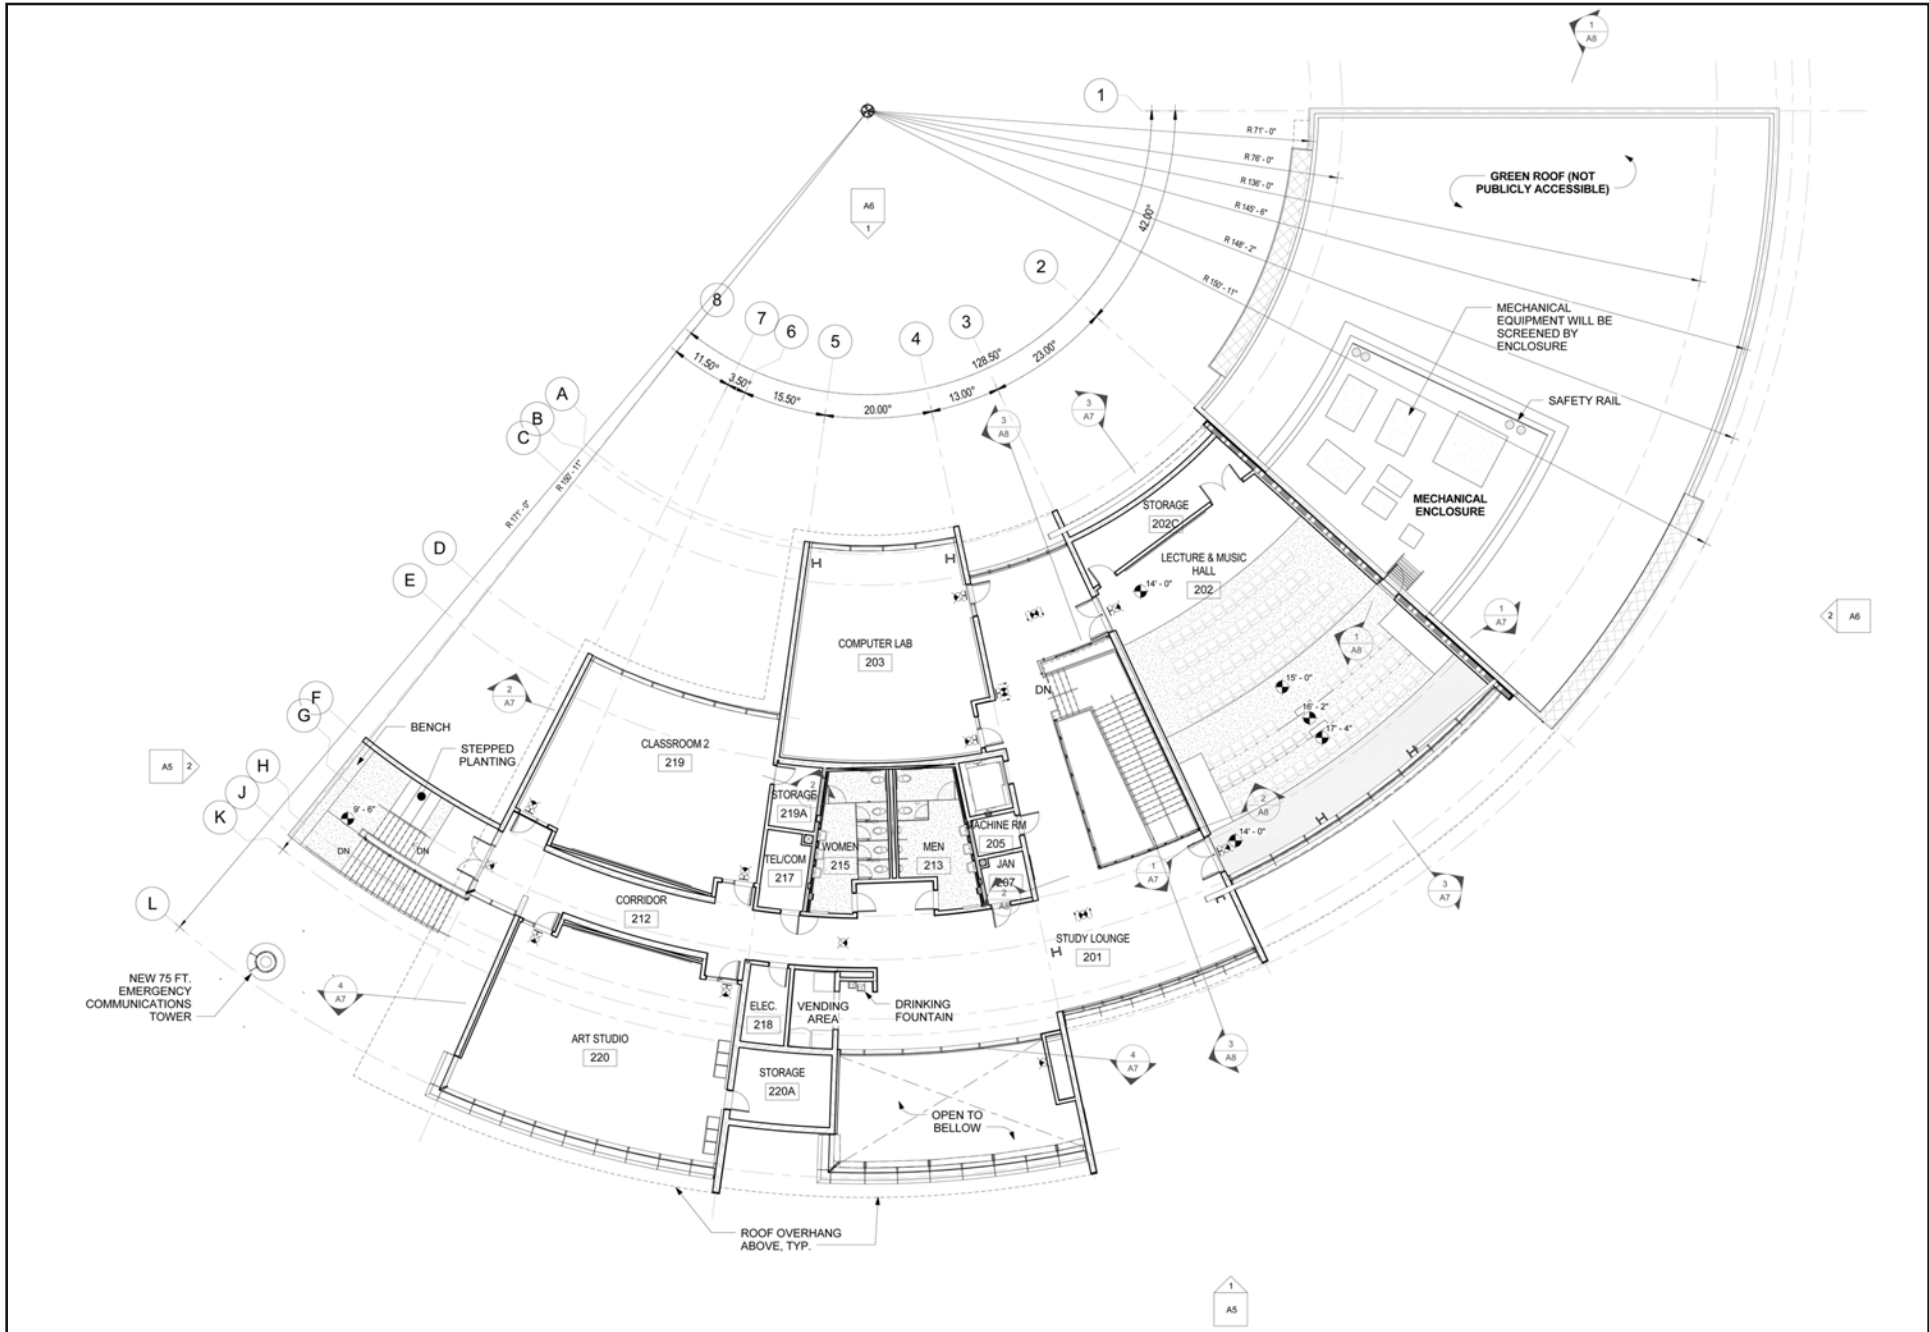 1
A8
1
R 71' - 0"
R 76' - 0"
R 136' - 0"
R 145' - 6"
R 148' - 2"
R 150' - 11"
GREEN ROOF (NOT
PUBLICLY ACCESSIBLE)
A6
1
42.00°
2
8
7
6
5
4
3
128.50°
23.00°
11.50°
3.50°
15.50°
20.00°
13.00°
MECHANICAL
EQUIPMENT WILL BE
SCREENED BY
ENCLOSURE
SAFETY RAIL
A
B
C
3
A8
3
A7
R 171' - 0"
R 150' - 11"
MECHANICAL
ENCLOSURE
STORAGE
202C
LECTURE & MUSIC
HALL
202
14' - 0"
D
E
COMPUTER LAB
203
1
A7
1
A8
2
A6
DN
15' - 0"
16' - 2"
17' - 4"
F
G
BENCH
STEPPED
PLANTING
2
A7
CLASSROOM 2
219
A5
2
H
J
K
9' - 6"
DN
DN
2
STORAGE
219A
WOMEN
215
MEN
213
MACHINE RM
205
TEL/COM
217
JAN
207
2
A8
2
A8
14' - 0"
1
A7
3
A7
L
CORRIDOR
212
STUDY LOUNGE
201
NEW 75 FT.
EMERGENCY
COMMUNICATIONS
TOWER
4
A7
ELEC.
218
VENDING
AREA
DRINKING
FOUNTAIN
ART STUDIO
220
STORAGE
220A
4
A7
3
A8
OPEN TO
BELLOW
ROOF OVERHANG
ABOVE, TYP.
1
A5